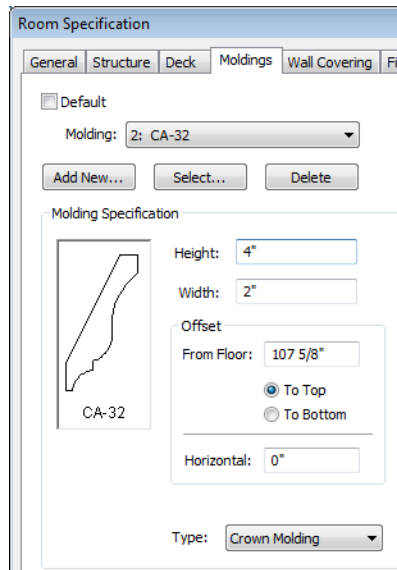 Room Specification
General Structure Deck Moldings Wall Covering
Default
Molding: 2: CA-32
Add New... Select... Delete
Molding Specification
Height: 4"
Width: 2"
Offset
From Floor: 107 5/8"
To Top
To Bottom
CA-32
Horizontal: 0"
Type: Crown Molding